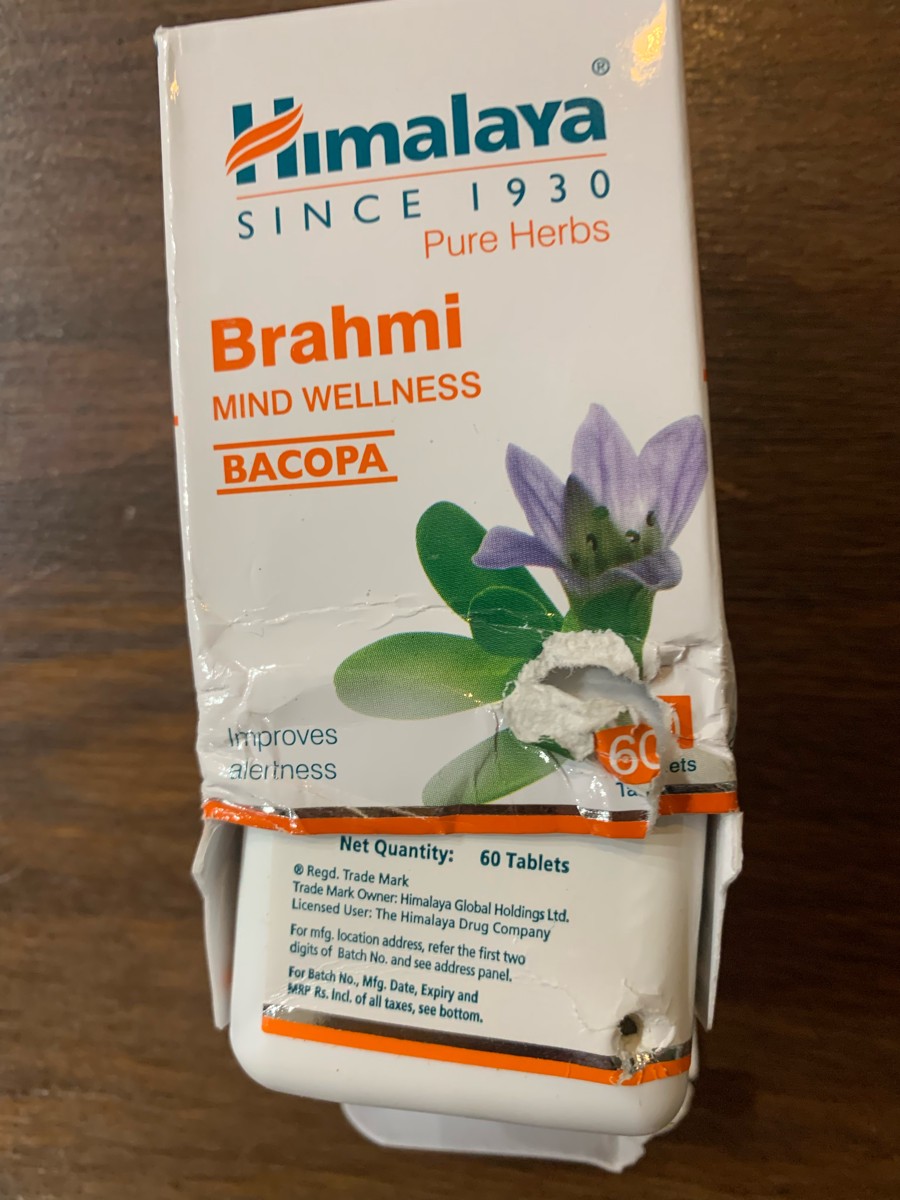 Himalaya®
SINCE 1930
Pure Herbs
Brahmi
MIND WELLNESS
BACOPA
Improves
alertness
60
ets
Net Quantity: 60 Tablets
® Regd. Trade Mark
Trade Mark Owner: Himalaya Global Holdings Ltd.
Licensed User: The Himalaya Drug Company
For mfg. location address, refer the first two
digits of Batch No. and see address panel.
For Batch No., Mfg. Date, Expiry and
MRP Rs. Incl. of all taxes, see bottom.